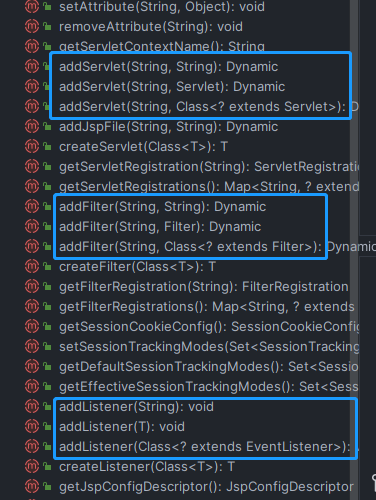 setAttribute(String, Object): void
removeAttribute(String): void
getServletContextName(): String
addServlet(String, String): Dynamic
addServlet(String, Servlet): Dynamic
addServlet(String, Class<? extends Servlet>): D
addJspFile(String, String): Dynamic
createServlet(Class<T>): T
getServletRegistration(String): ServletRegistrati
getServletRegistrations(): Map<String, ? extend
addFilter(String, String): Dynamic
addFilter(String, Filter): Dynamic
addFilter(String, Class<? extends Filter>): Dynamic
createFilter(Class<T>): T
getFilterRegistration(String): FilterRegistration
getFilterRegistrations(): Map<String, ? extends
getSessionCookieConfig(): SessionCookieConfig
setSessionTrackingModes(Set<SessionTracking
getDefaultSessionTrackingModes(): Set<Sessi
getEffectiveSessionTrackingModes(): Set<Sess
addListener(String): void
addListener(T): void
addListener(Class<? extends EventListener>):
createListener(Class<T>): T
getJspConfigDescriptor(): JspConfigDescriptor